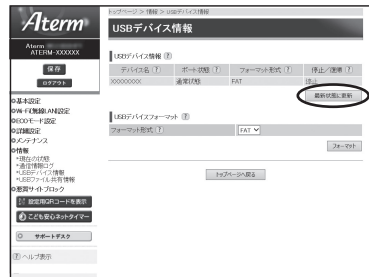 トップページ > 情報 > USBデバイス情報
Aterm
USBデバイス情報
Aterm
ATERM-XXXXXX
保存
ログアウト
基本設定
Wi-Fi(無線LAN)設定
ECOモード設定
詳細設定
メンテナンス
情報
現在の状態
通信情報ログ
USBデバイス情報
USBファイル共有情報
悪質サイトブロック
設定用QRコードを表示
こども安心ネットタイマー
サポートデスク
? ヘルプ表示
USBデバイス情報 ?
デバイス名 ? ポート状態 ? フォーマット形式 ? 停止／復帰 ?
XXXXXXXX 通常状態 FAT 停止
最新状態に更新
USBデバイスフォーマット ?
フォーマット形式 ? FAT
フォーマット
トップページへ戻る